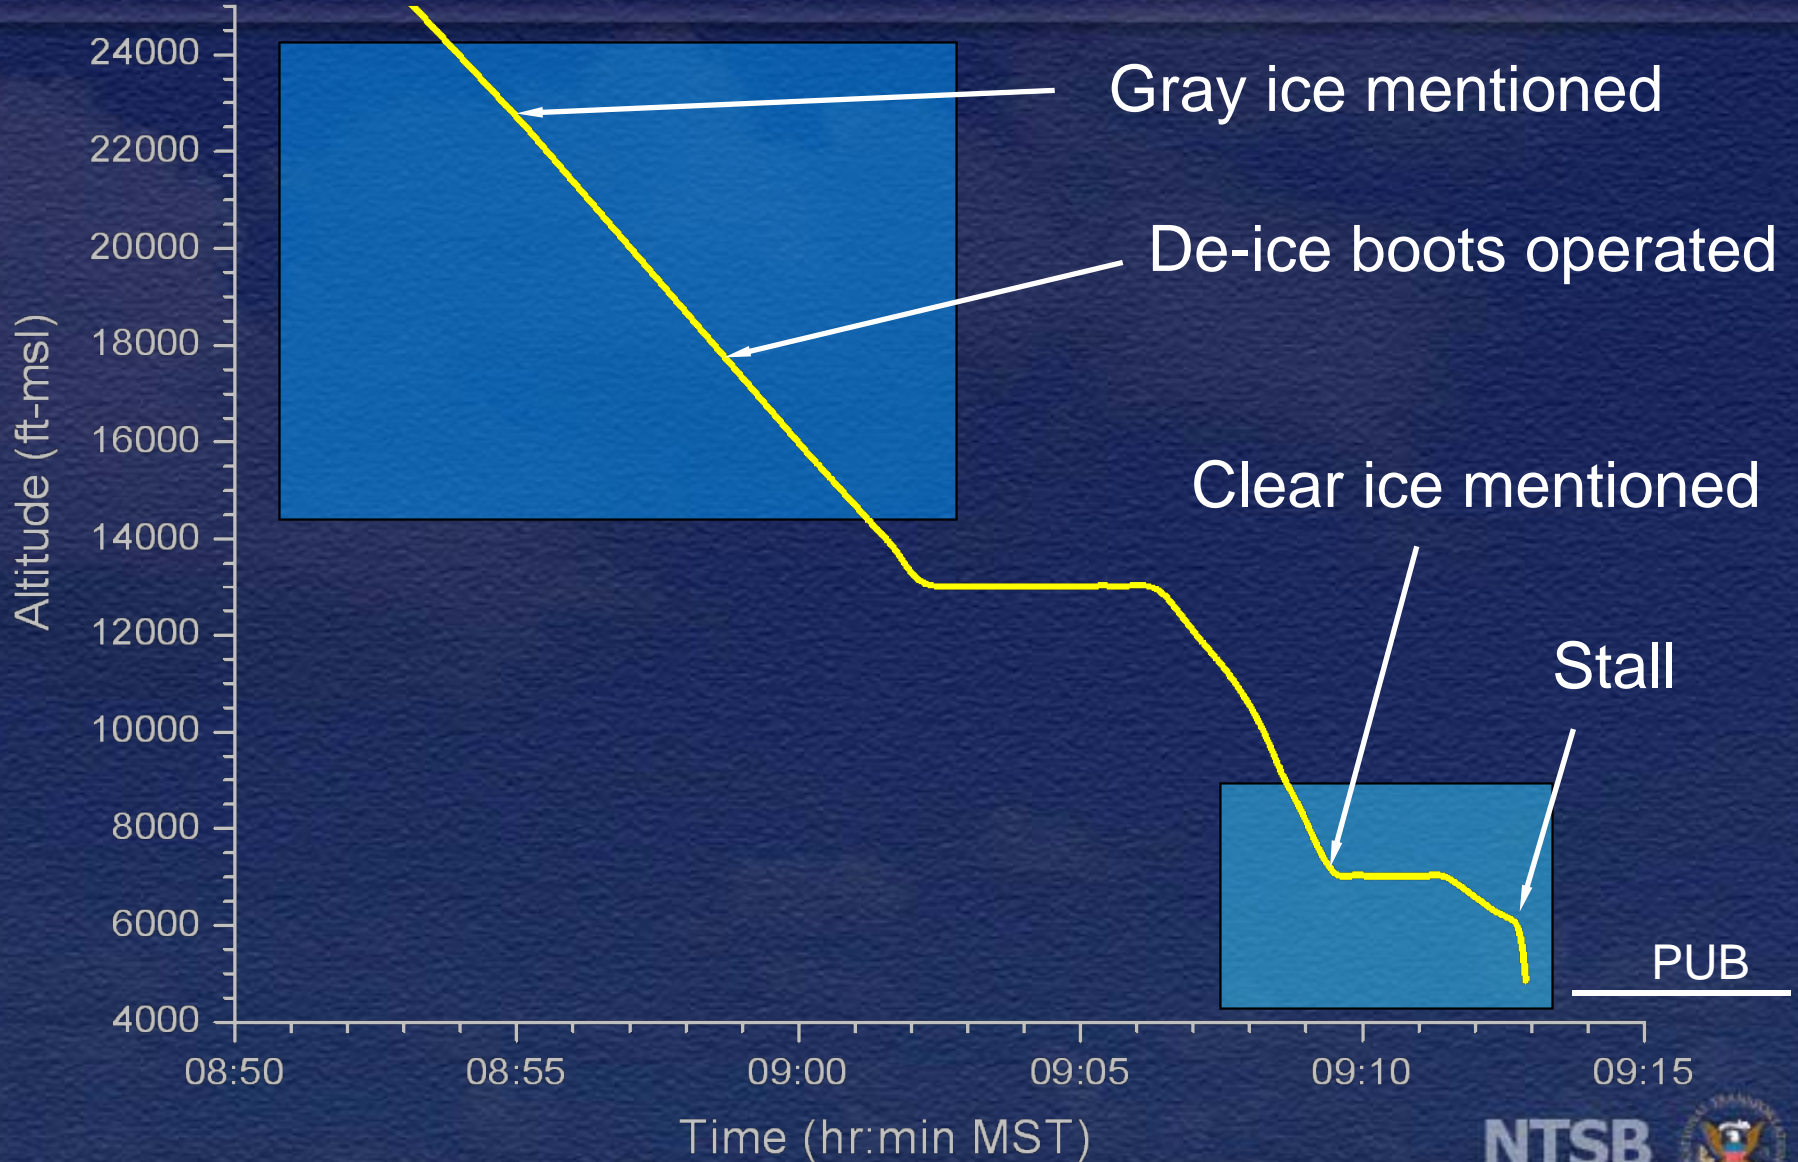 24000
22000
20000
18000
16000
14000
12000
10000
8000
6000
4000
Altitude (ft-msl)
Gray ice mentioned
De-ice boots operated
Clear ice mentioned
Stall
PUB
08:50 08:55 09:00 09:05 09:10 09:15
Time (hr:min MST)
NTSB